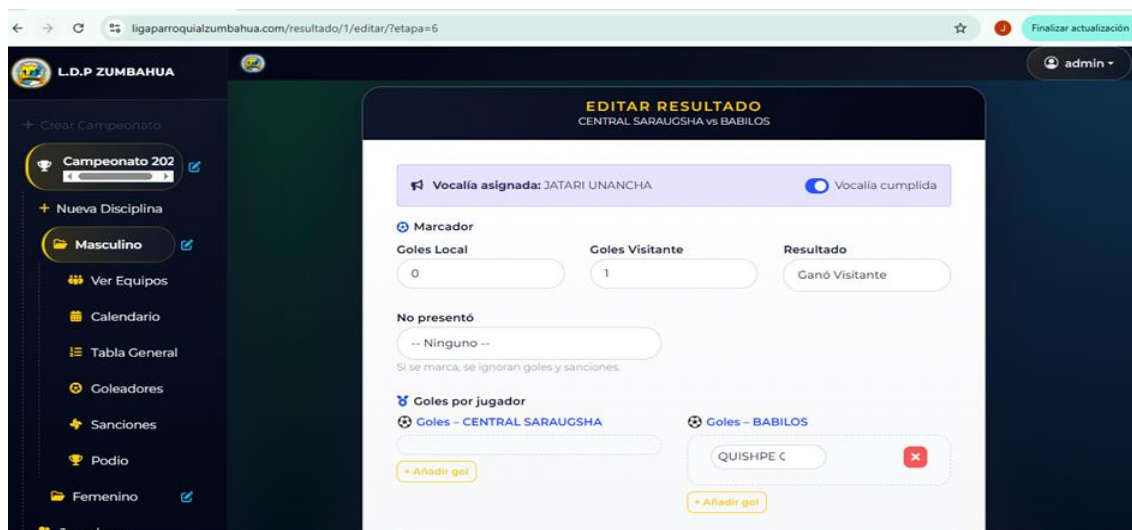 ligaparroquialzumbahua.com/resultado/1/editar/?etapa=6
J
Finalizar actualización
L.D.P ZUMBAHUA
admin
+ Crear Campeonato
Campeonato 202
+ Nueva Disciplina
Masculino
Ver Equipos
Calendario
Tabla General
Goleadores
Sanciones
Podio
Femenino
EDITAR RESULTADO
CENTRAL SARAUGSHA vs BABILOS
Vocalía asignada: JATARI UNANCHA
Vocalía cumplida
Marcador
Goles Local
Goles Visitante
Resultado
0
1
Ganó Visitante
No presentó
-- Ninguno --
Si se marca, se ignoran goles y sanciones.
Goles por jugador
Goles – CENTRAL SARAUGSHA
+ Añadir gol
Goles – BABILOS
QUISHPE C
+ Añadir gol